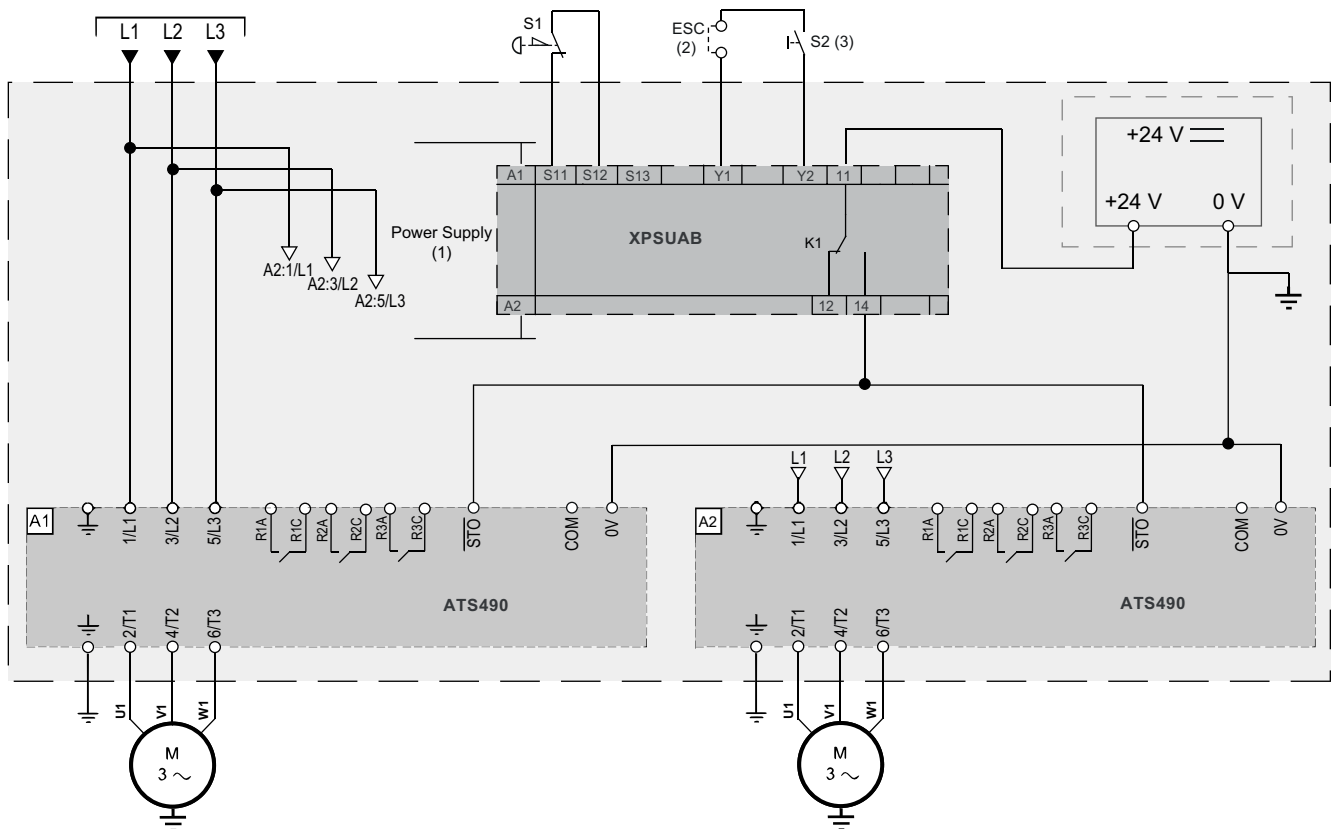 L1 L2 L3
S1
ESC
(2)
S2 (3)
+24 V
+24 V 0 V
A1 S11 S12 S13 Y1 Y2 11
XPSUAB
K1
Power Supply
(1)
A2 12 14
A2:1/L1
A2:3/L2
A2:5/L3
L1 L2 L3
A1
1/L1 3/L2 5/L3 R1A R1C R2A R2C R3A R3C STO COM 0V
ATS490
2/T1 4/T2 6/T3
U1 V1 W1
M
3 ~
A2
1/L1 3/L2 5/L3 R1A R1C R2A R2C R3A R3C STO COM 0V
ATS490
2/T1 4/T2 6/T3
U1 V1 W1
M
3 ~